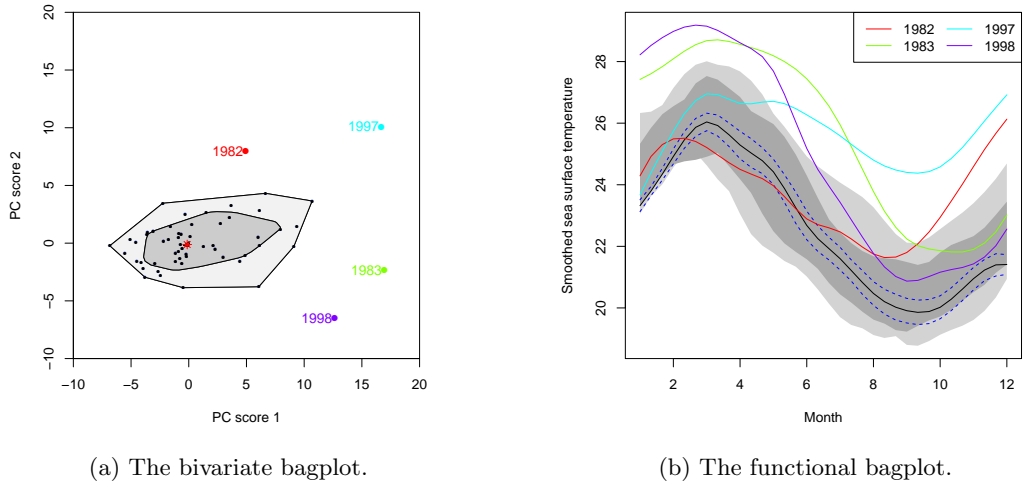 20
15
10
5
0
−5
−10
PC score 2
1997
1982
1983
1998
−10 −5 0 5 10 15 20
PC score 1
(a) The bivariate bagplot.
1982 1997
1983 1998
28
26
24
22
20
Smoothed sea surface temperature
2 4 6 8 10 12
Month
(b) The functional bagplot.